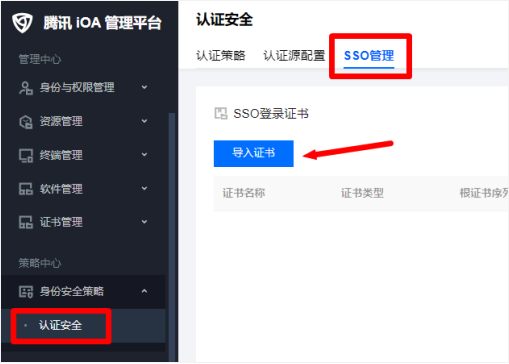 腾讯 iOA 管理平台
管理中心
身份与权限管理
资源管理
终端管理
软件管理
证书管理
策略中心
身份安全策略
认证安全
认证安全
认证策略 认证源配置 SSO管理
SSO登录证书
导入证书
证书名称 证书类型 根证书序列